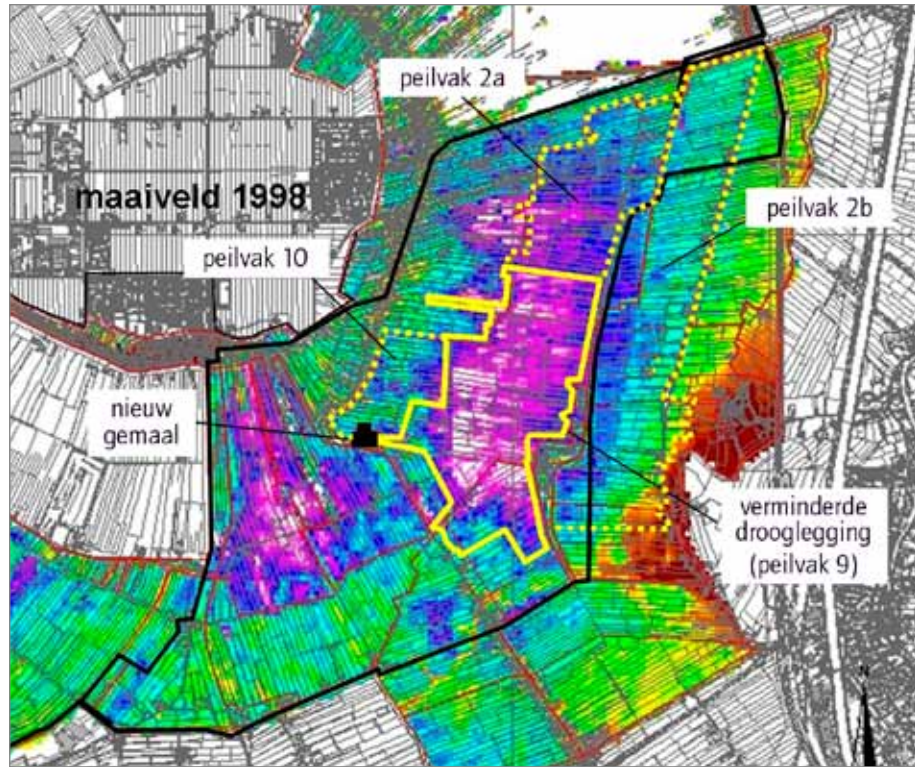 peilvak 2a
maaiveld 1998
peilvak 2b
peilvak 10
nieuw
gemaal
verminderde
drooglegging
(peilvak 9)
N